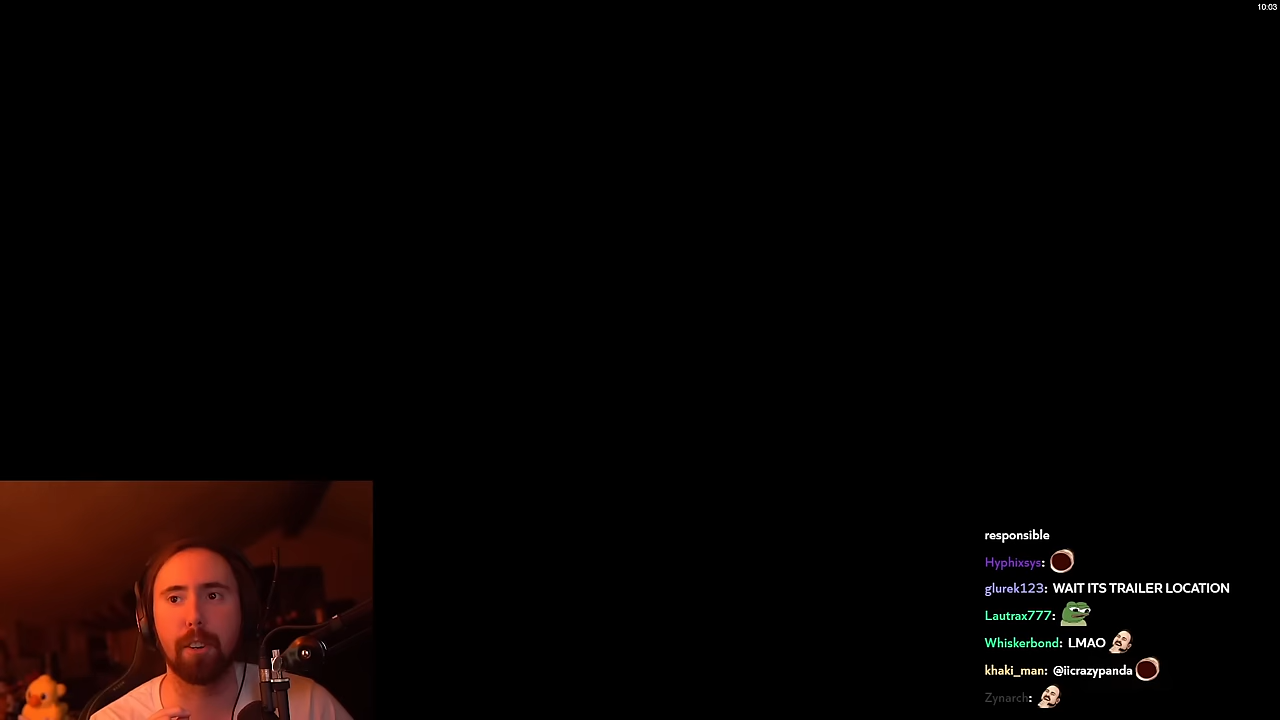 10:03
responsible
Hyphixsys:
glurek123: WAIT ITS TRAILER LOCATION
Lautrax777:
Whiskerbond: LMAO
khaki_man: @iicrazypanda
Zynarch: